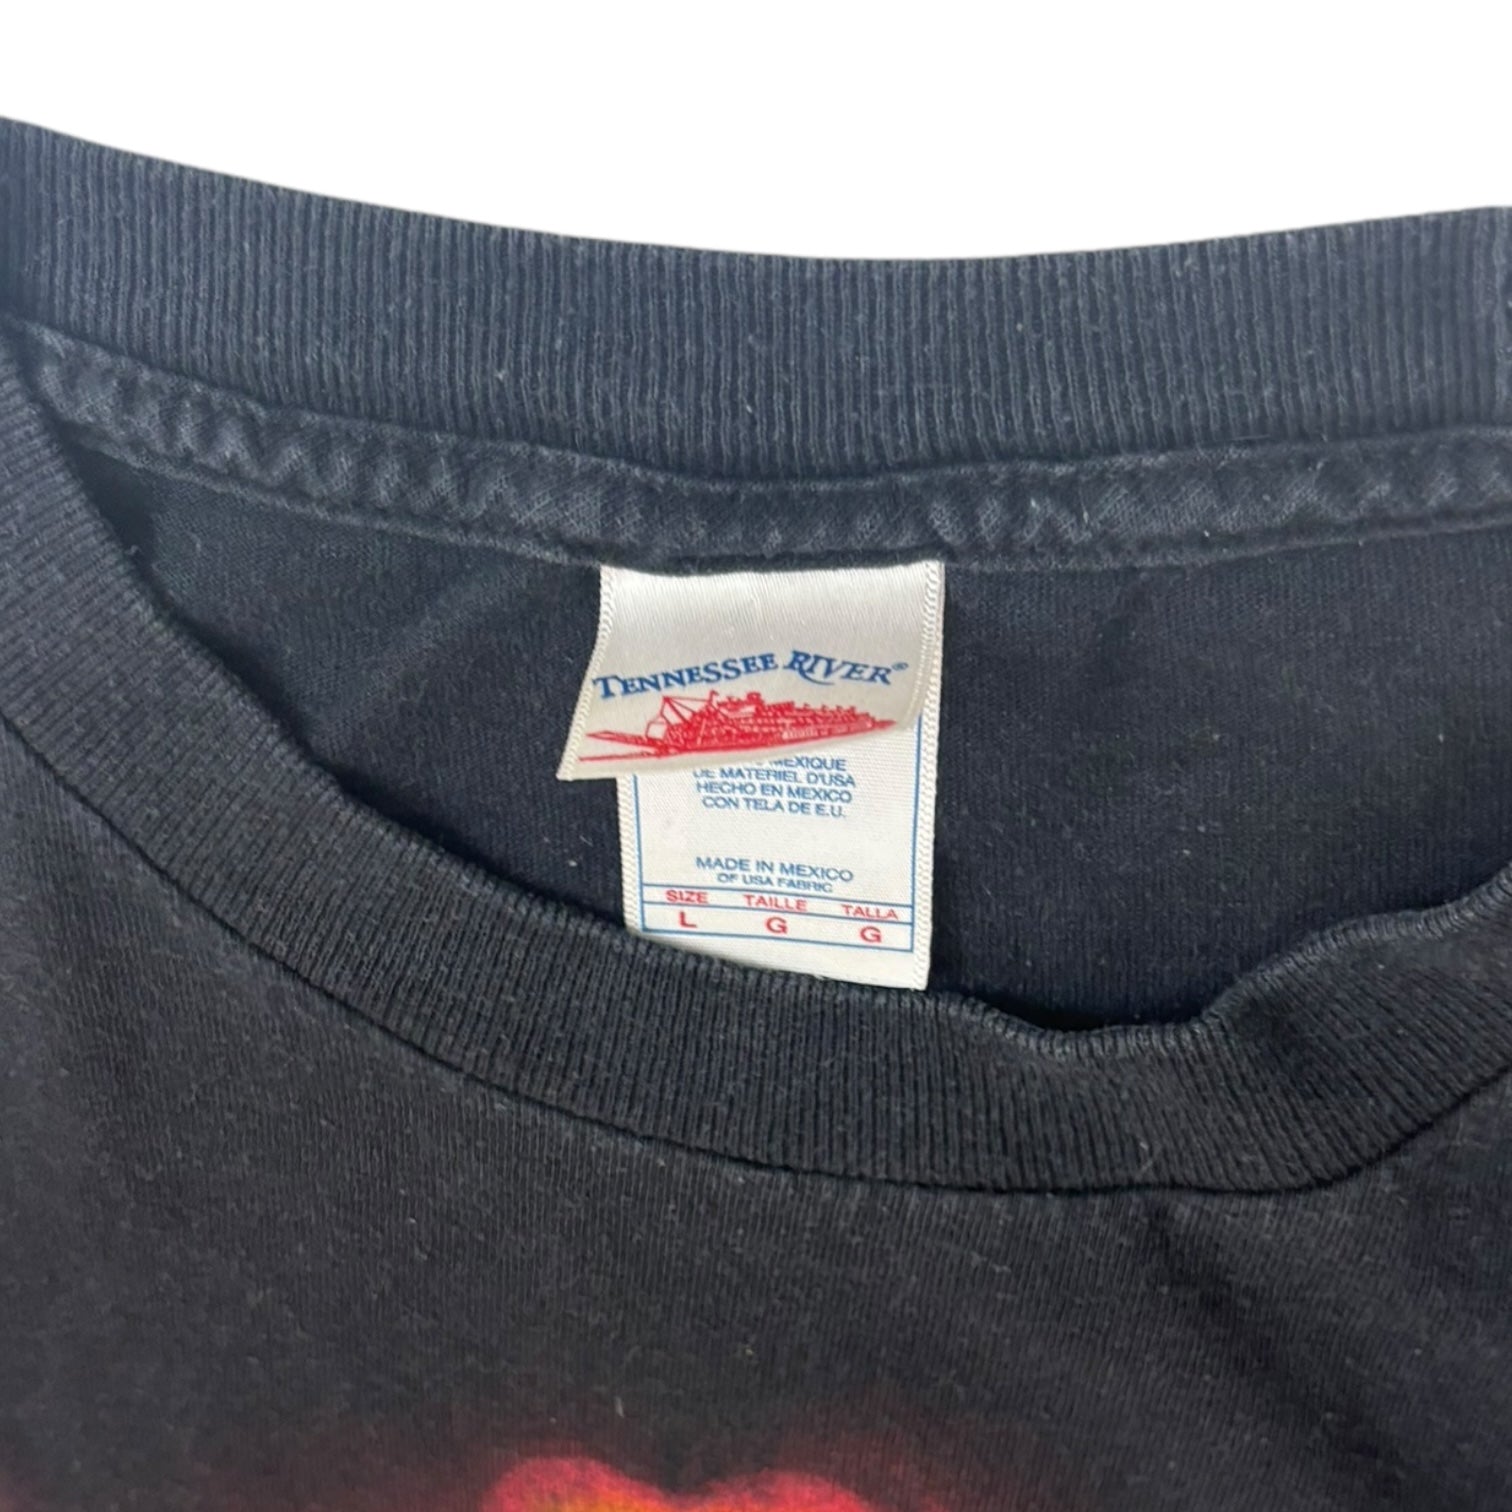 TENNESSEE RIVER®
MEXIQUE
DE MATERIEL D'USA
HECHO EN MEXICO
CON TELA DE E.U.
MADE IN MEXICO
OF USA FABRIC
SIZE TAILLE TALLA
L G G